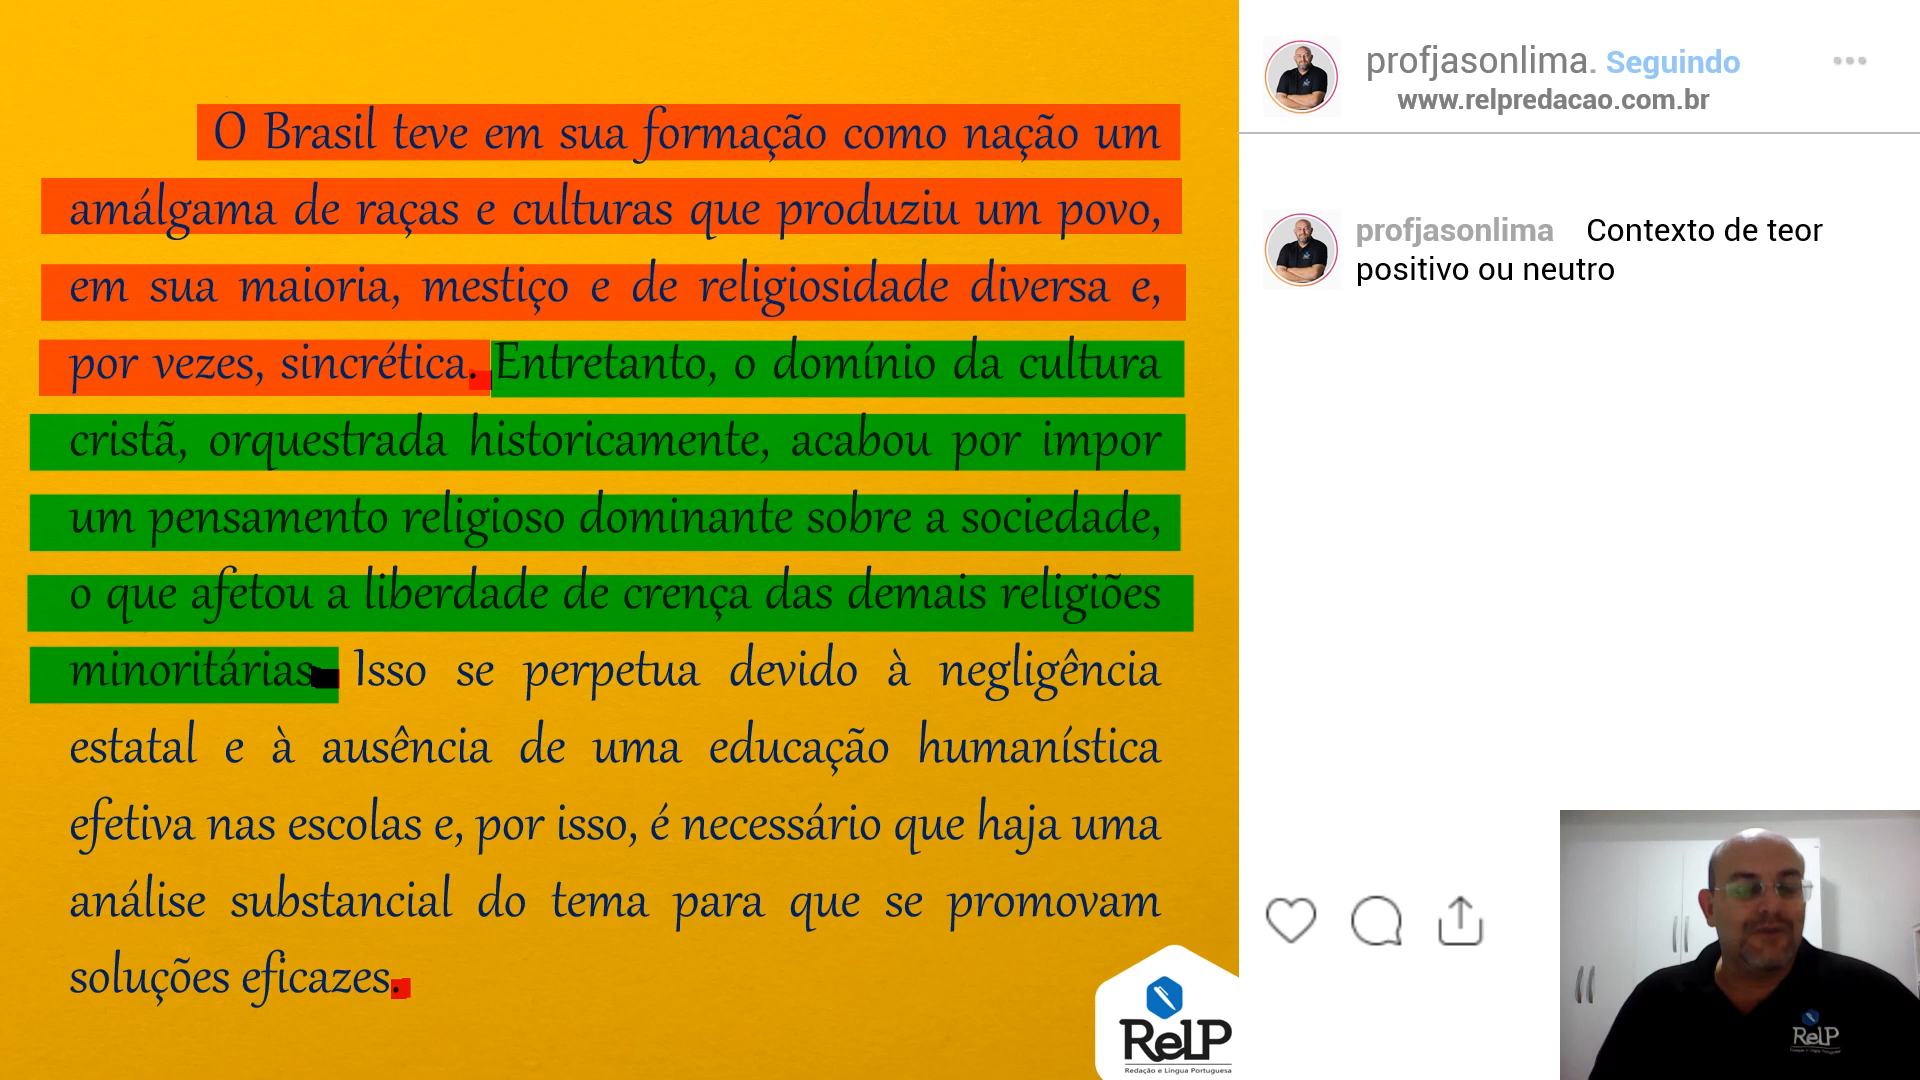 O Brasil teve em sua formação como nação um
amálgama de raças e culturas que produziu um povo,
em sua maioria, mestiço e de religiosidade diversa e,
por vezes, sincrética. Entretanto, o domínio da cultura
cristã, orquestrada historicamente, acabou por impor
um pensamento religioso dominante sobre a sociedade,
o que afetou a liberdade de crença das demais religiões
minoritárias. Isso se perpetua devido à negligência
estatal e à ausência de uma educação humanística
efetiva nas escolas e, por isso, é necessário que haja uma
análise substancial do tema para que se promovam
soluções eficazes.
RelP
Redação e Língua Portuguesa
profjasonlima. Seguindo
www.relpredacao.com.br
profjasonlima Contexto de teor
positivo ou neutro
RelP